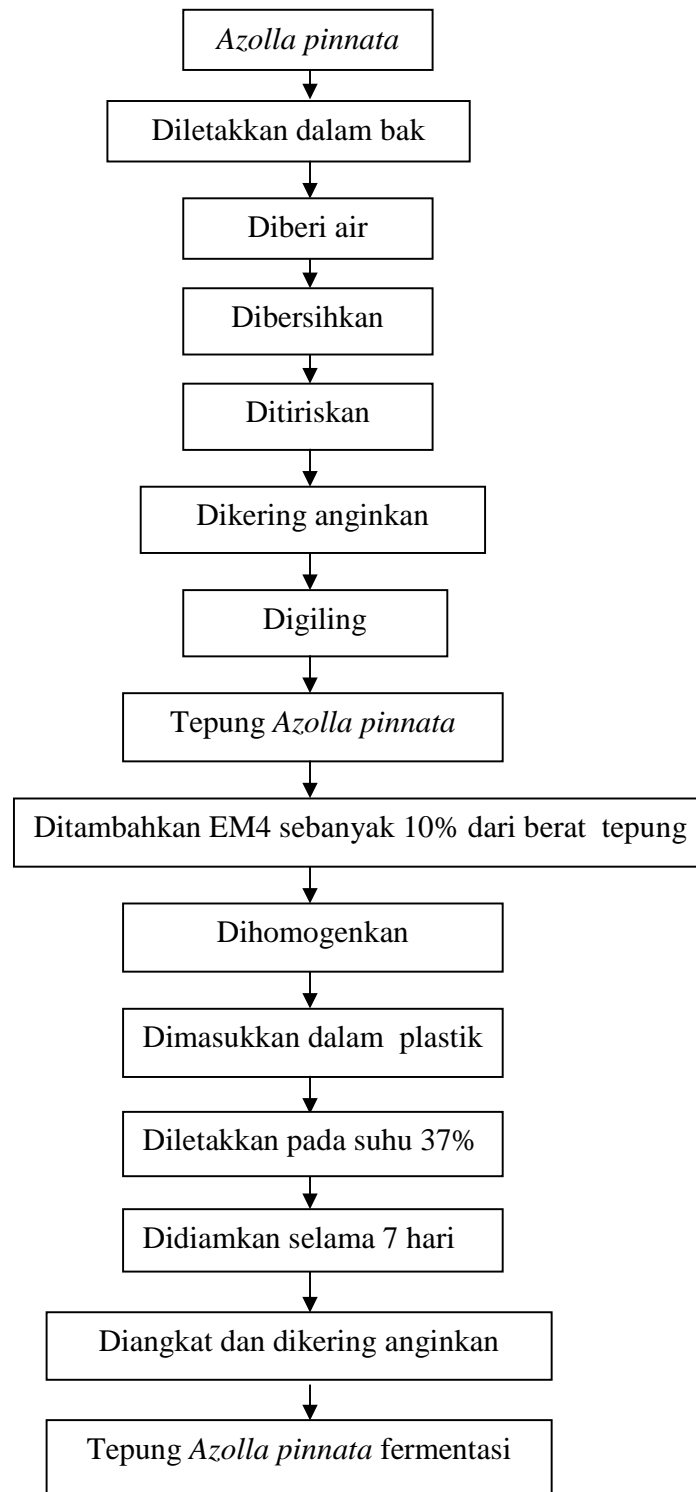 Azolla pinnata
Diletakkan dalam bak
Diberi air
Dibersihkan
Ditiriskan
Dikering anginkan
Digiling
Tepung Azolla pinnata
Ditambahkan EM4 sebanyak 10% dari berat tepung
Dihomogenkan
Dimasukkan dalam plastik
Diletakkan pada suhu 37%
Didiamkan selama 7 hari
Diangkat dan dikering anginkan
Tepung Azolla pinnata fermentasi